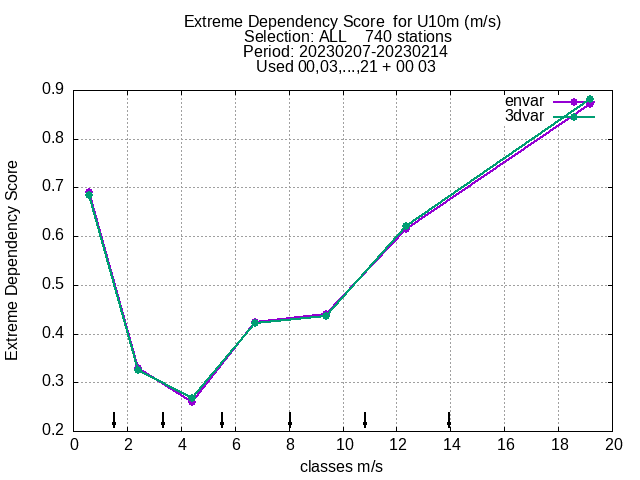 Extreme Dependency Score  for U10m (m/s)
Selection: ALL    740 stations
Period: 20230207-20230214
Used 00,03,...,21 + 00 03
envar
3dvar
0.9
0.8
0.7
0.6
0.5
0.4
0.3
0.2
Extreme Dependency Score
0 2 4 6 8 10 12 14 16 18 20
classes m/s